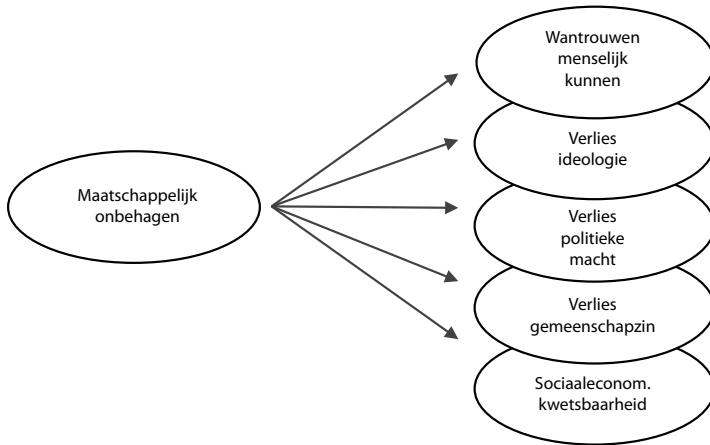 Maatschappelijk
onbehagen
Wantrouwen
menselijk
kunnen
Verlies
ideologie
Verlies
politieke
macht
Verlies
gemeenschapzin
Sociaaleconom.
kwetsbaarheid